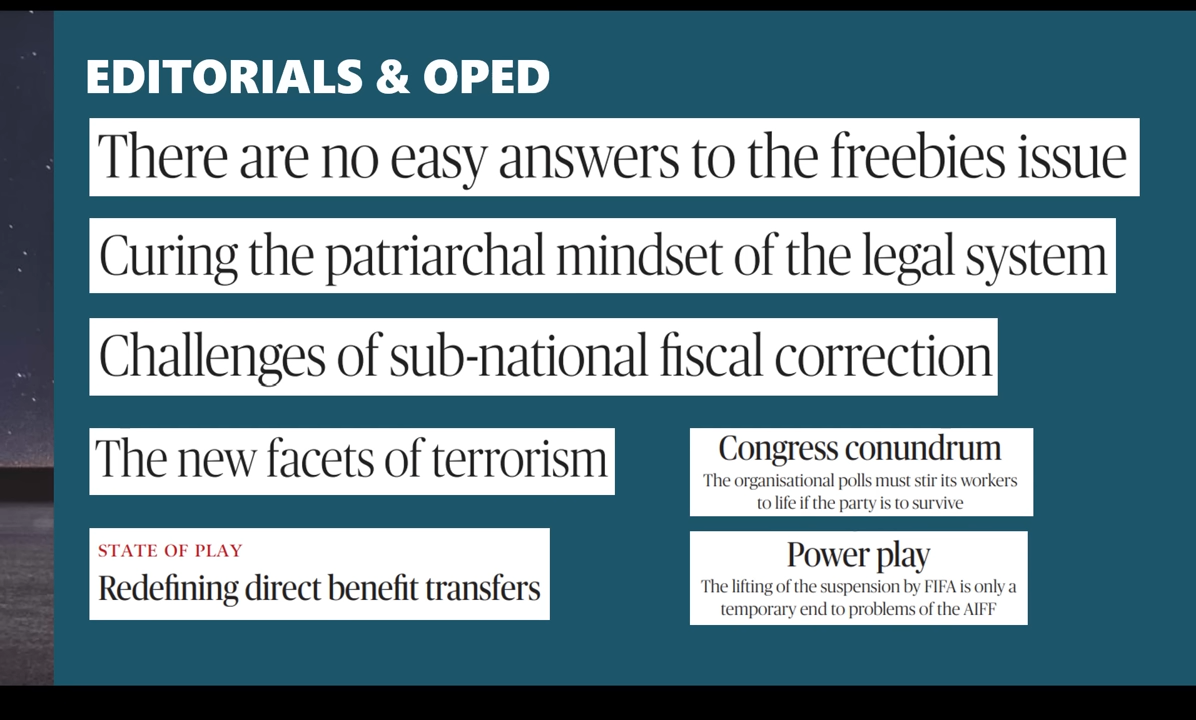 EDITORIALS & OPED
There are no easy answers to the freebies issue
Curing the patriarchal mindset of the legal system
Challenges of sub-national fiscal correction
The new facets of terrorism
Congress conundrum
The organisational polls must stir its workers
to life if the party is to survive
STATE OF PLAY
Redefining direct benefit transfers
Power play
The lifting of the suspension by FIFA is only a
temporary end to problems of the AIFF